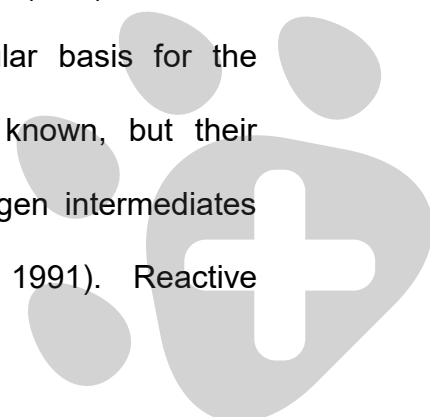 lar basis for the
known, but their
gen intermediates
1991). Reactive